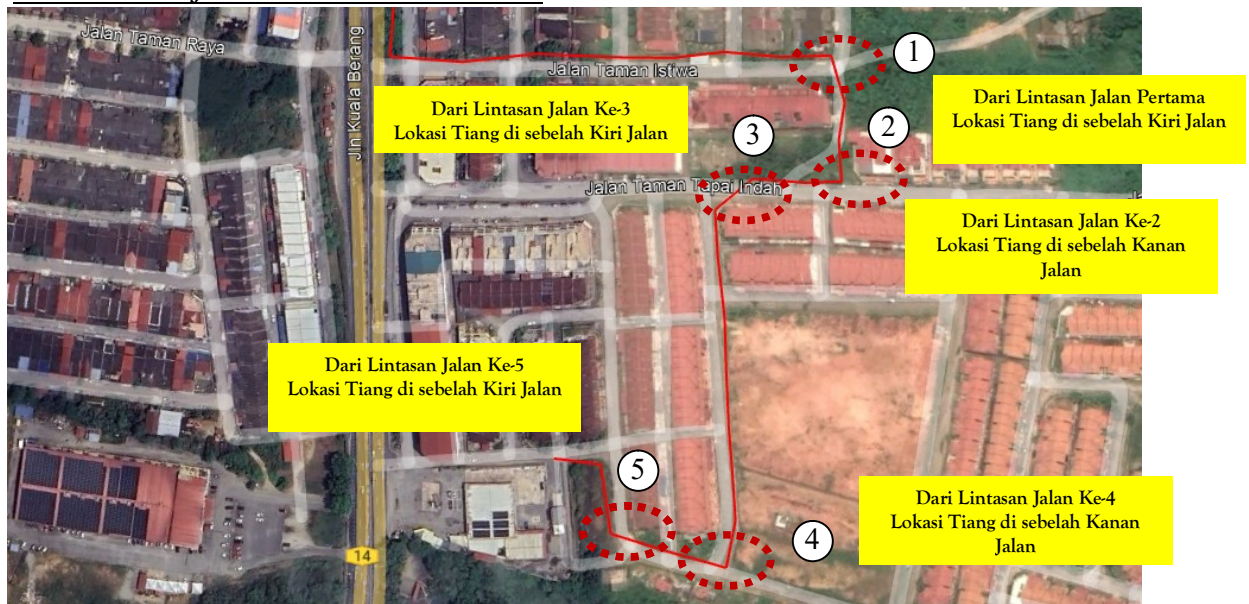 Jalan Taman Raya
Jln Kuala Berang
Jalan Taman Istiwa
1
Dari Lintasan Jalan Ke-3
Lokasi Tiang di sebelah Kiri Jalan
Dari Lintasan Jalan Pertama
Lokasi Tiang di sebelah Kiri Jalan
3
2
Jalan Taman Tapai Indah
Dari Lintasan Jalan Ke-2
Lokasi Tiang di sebelah Kanan
Jalan
Dari Lintasan Jalan Ke-5
Lokasi Tiang di sebelah Kiri Jalan
5
Dari Lintasan Jalan Ke-4
Lokasi Tiang di sebelah Kanan
Jalan
4
14